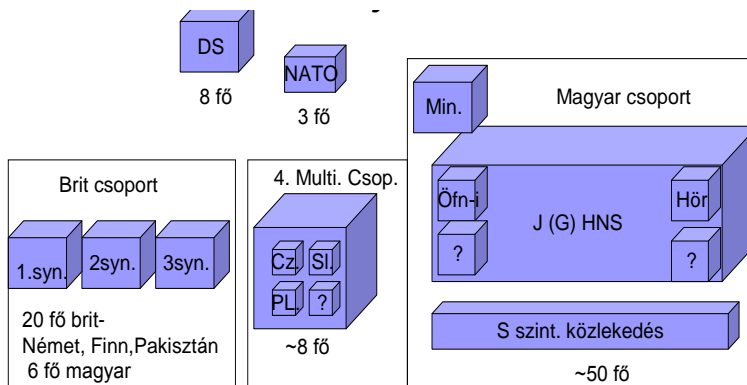 DS
8 fő
NATO
3 fő
Magyar csoport
Min.
Öfn-i
Hör
J (G) HNS
?
?
S szint. közlekedés
~50 fő
Brit csoport
1.syn.
2syn.
3syn.
20 fő brit-
Német, Finn,Pakisztán
6 fő magyar
4. Multi. Csop.
Cz.
Sl.
PL.
?
~8 fő